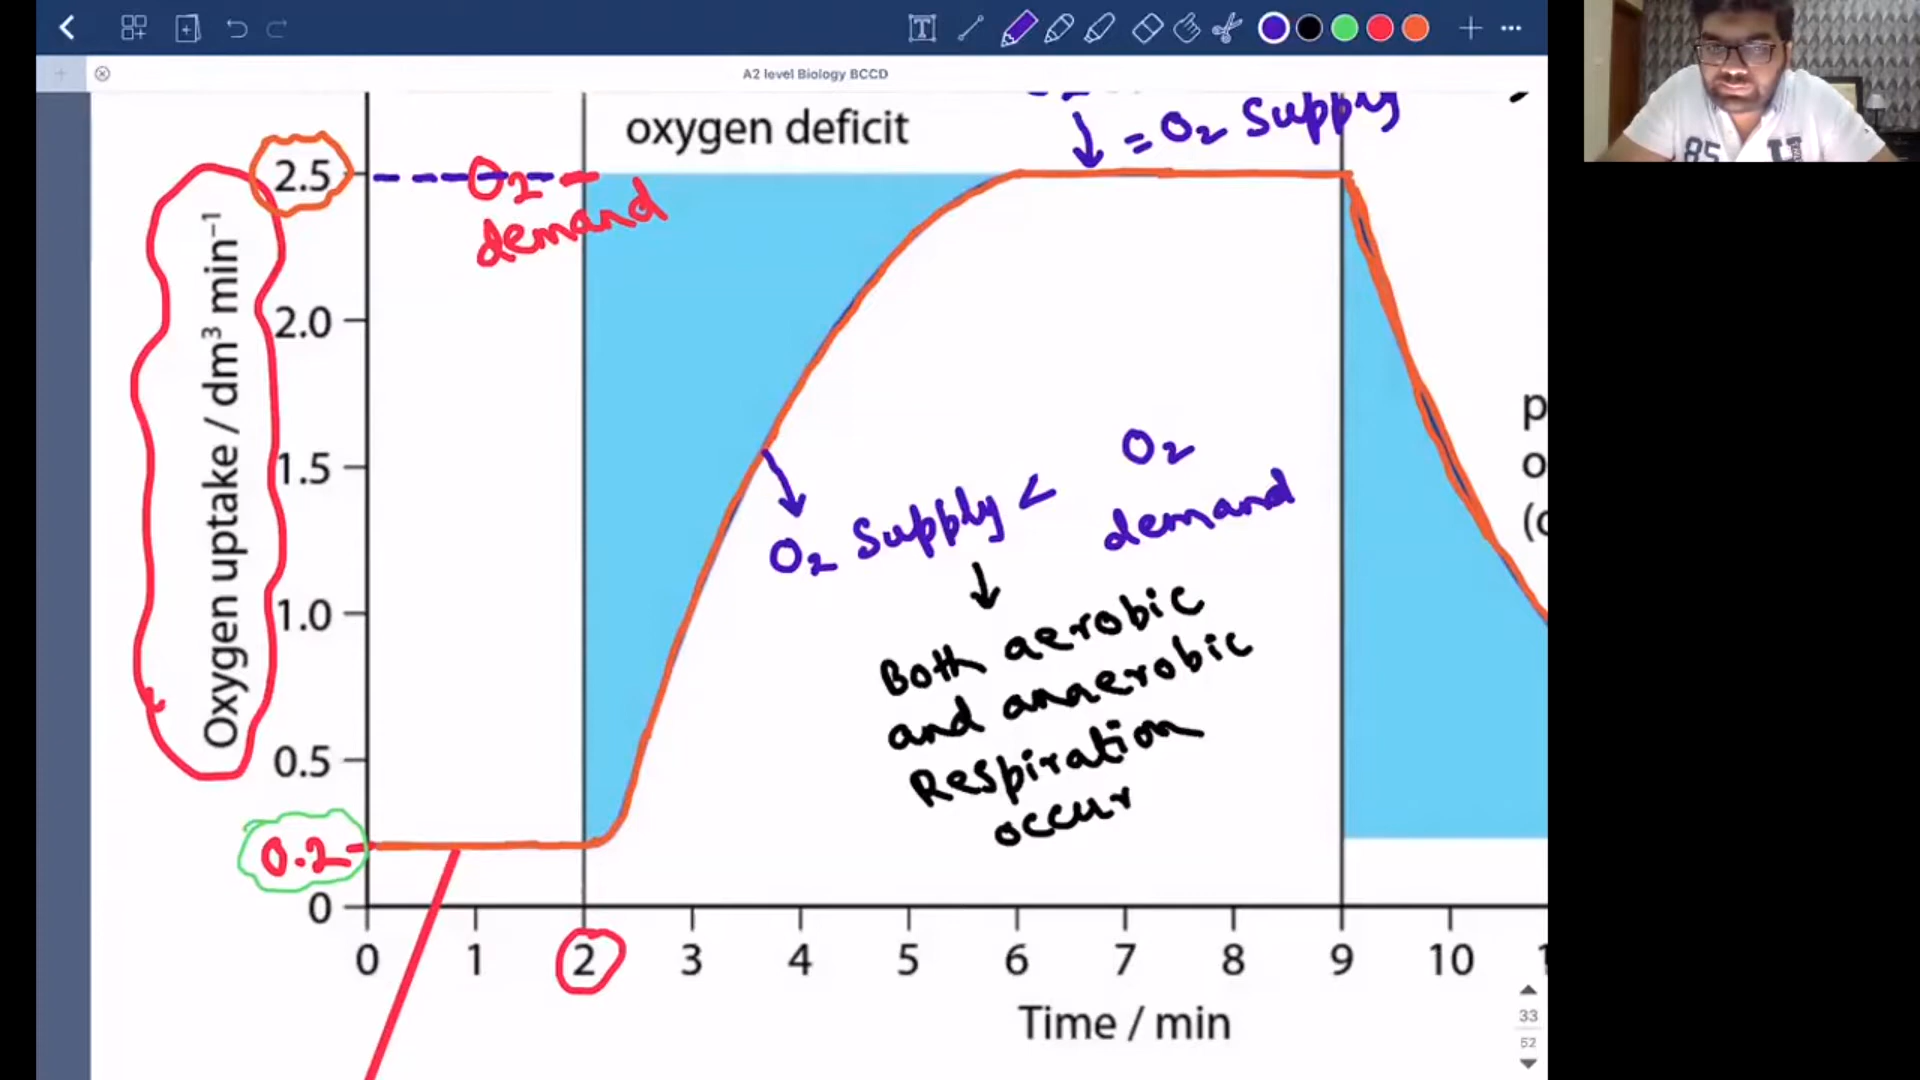 A2 level Biology BCCD
oxygen deficit
= O₂ Supply
2.5
O₂
demand
Oxygen uptake / dm³ min⁻¹
2.0
1.5
1.0
0.5
0.2
0
O₂ Supply < O₂ demand
Both aerobic
and anaerobic
Respiration
occur
p
o
(c
0 1 2 3 4 5 6 7 8 9 10 1
Time / min
33
52
85